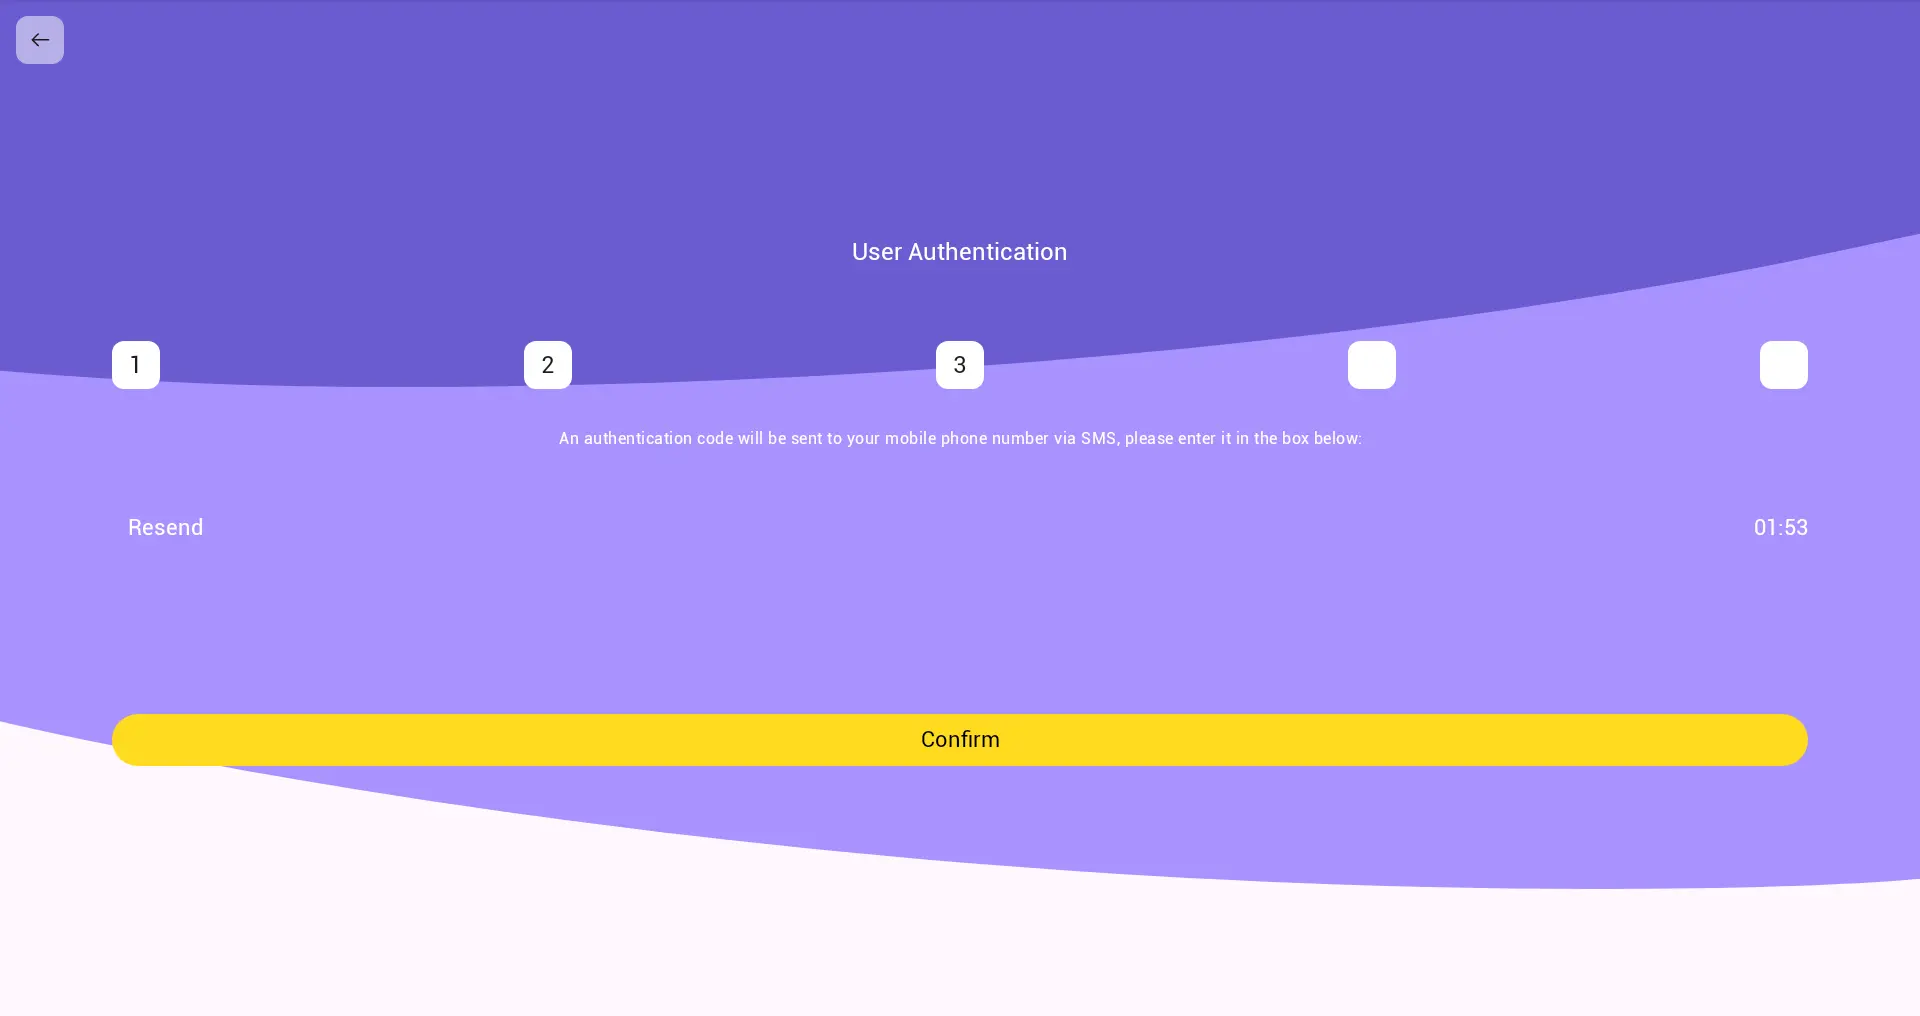 User Authentication
1 2 3
An authentication code will be sent to your mobile phone number via SMS, please enter it in the box below:
Resend 01:53
Confirm